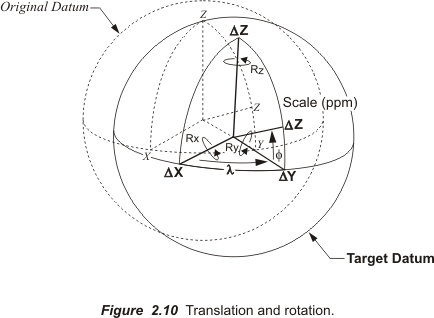 Original Datum
Z
ΔZ
Rz
Scale (ppm)
Z
ΔZ
Rx
Ry
Y
ϕ
X
ΔX
λ
ΔY
Target Datum
Figure 2.10 Translation and rotation.